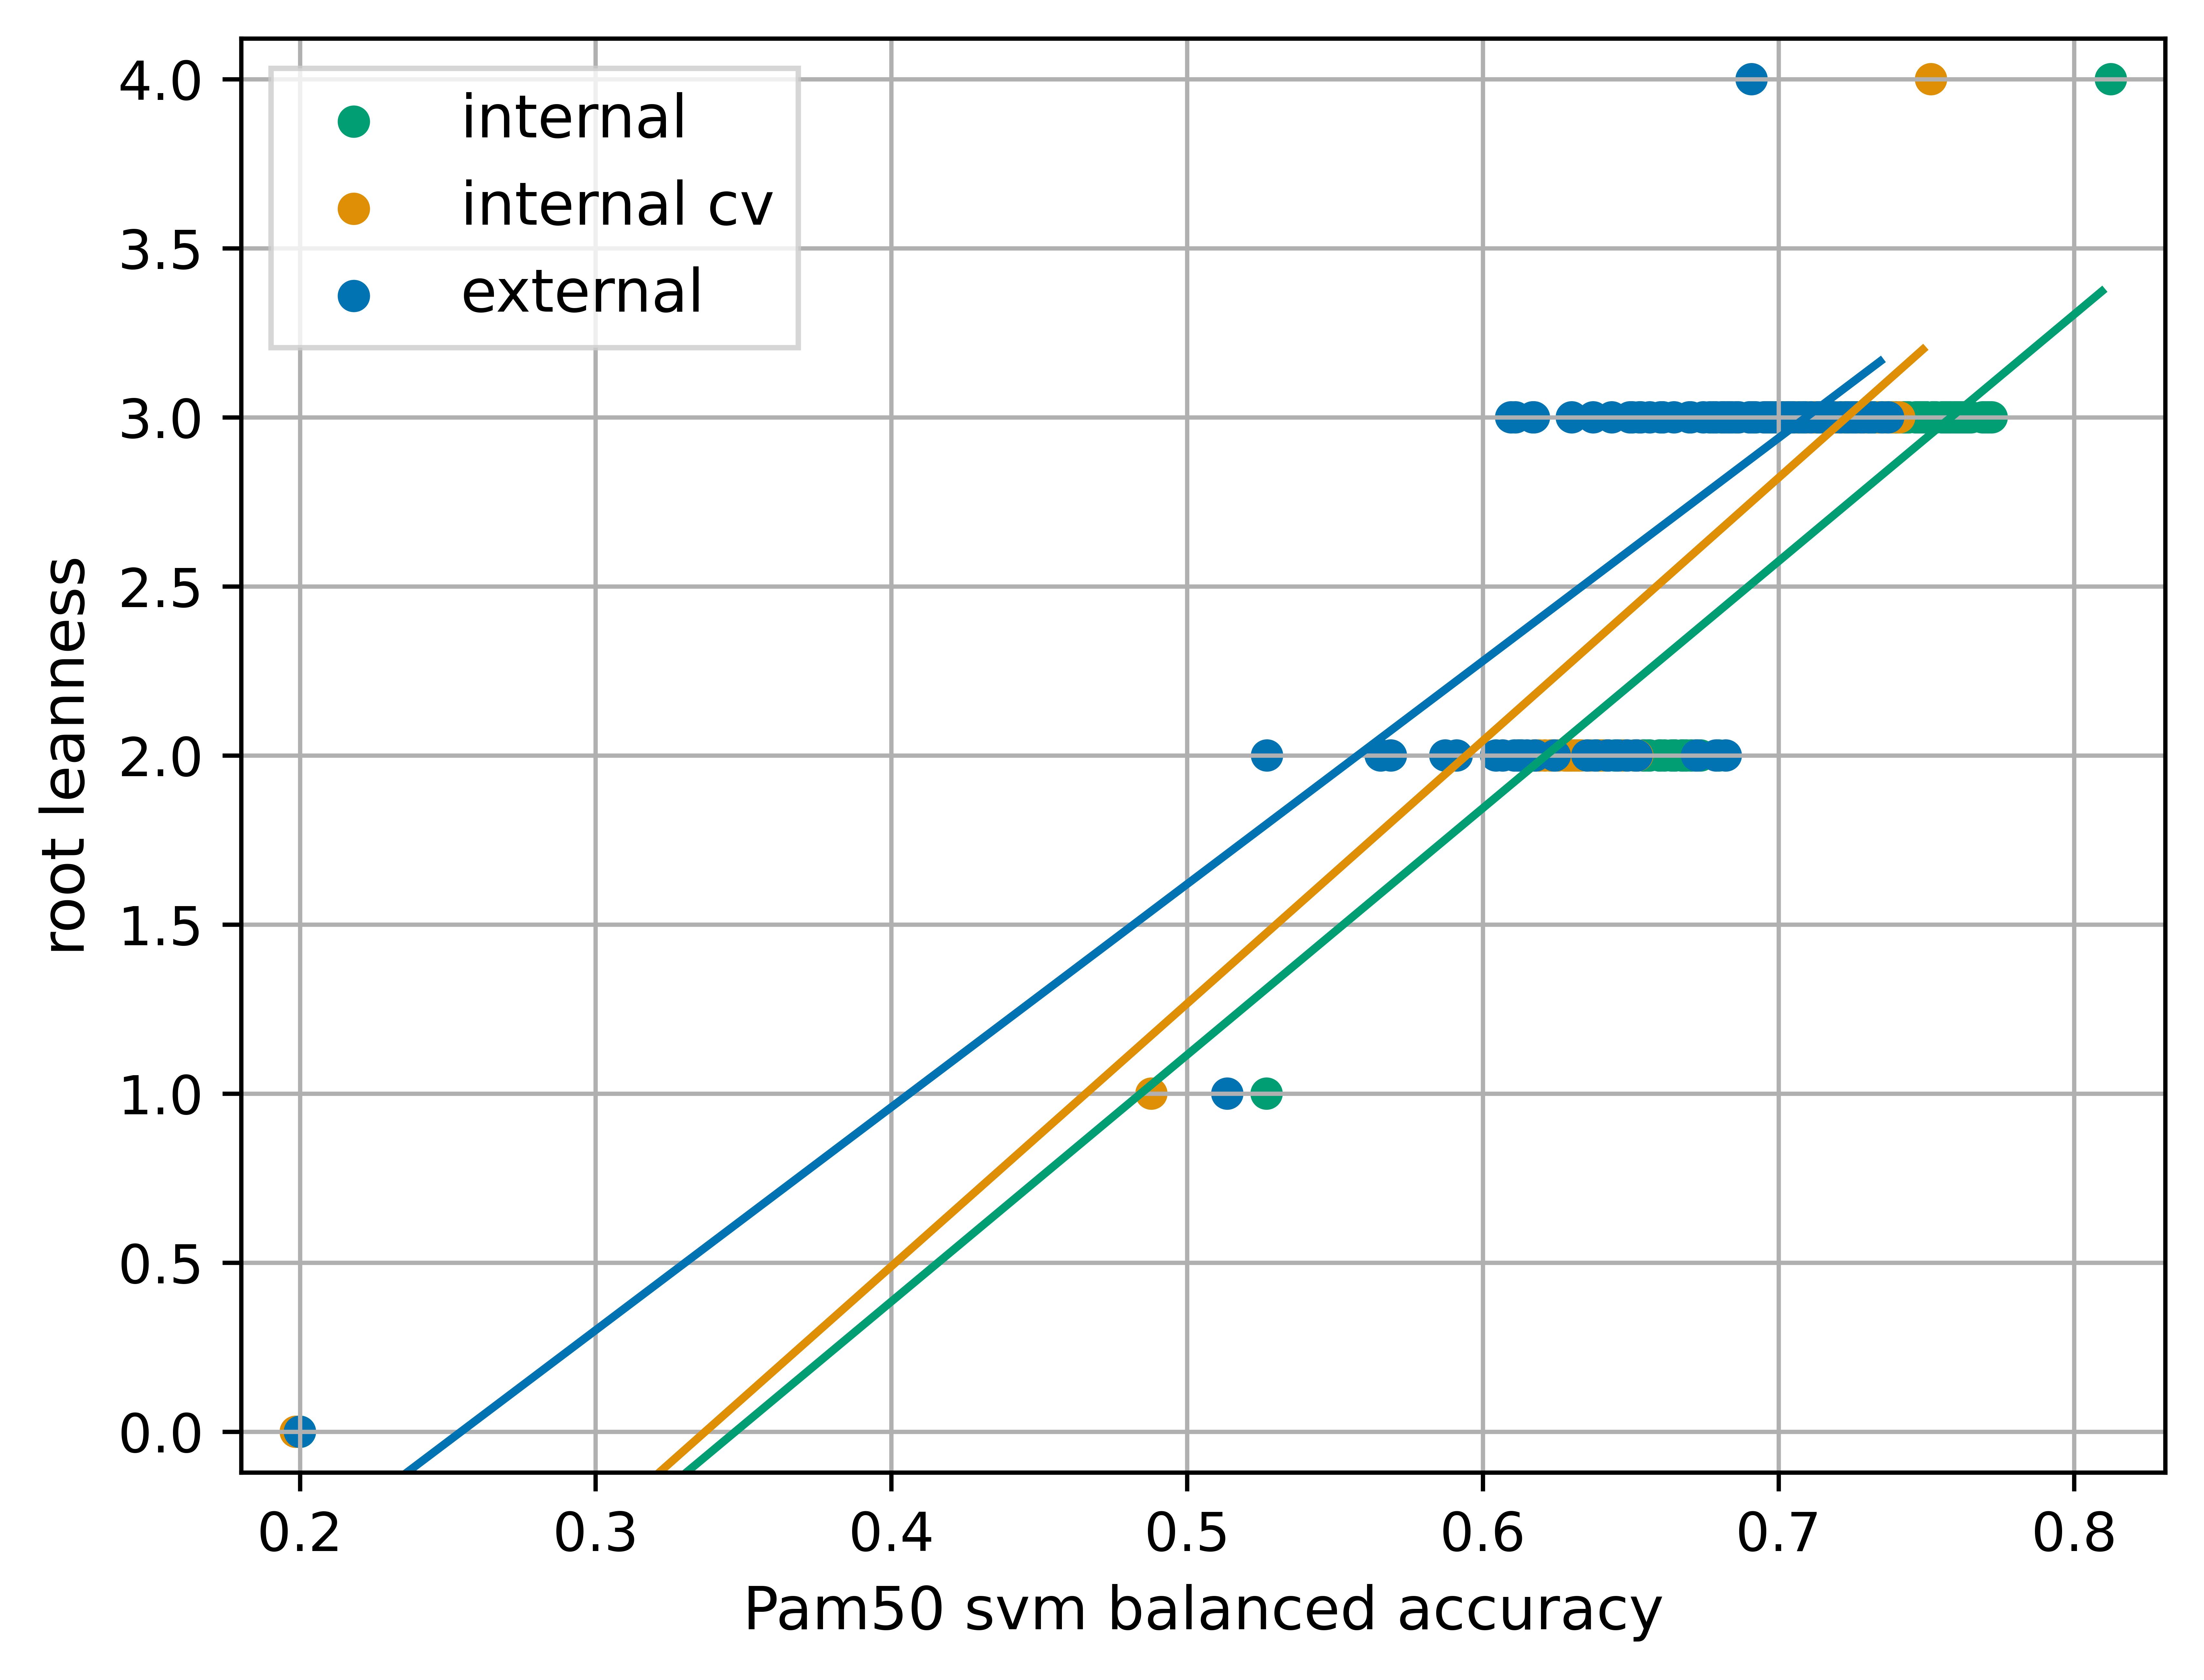 internal
internal cv
external
4.0
3.5
3.0
2.5
2.0
1.5
1.0
0.5
0.0
root leanness
0.2 0.3 0.4 0.5 0.6 0.7 0.8
Pam50 svm balanced accuracy